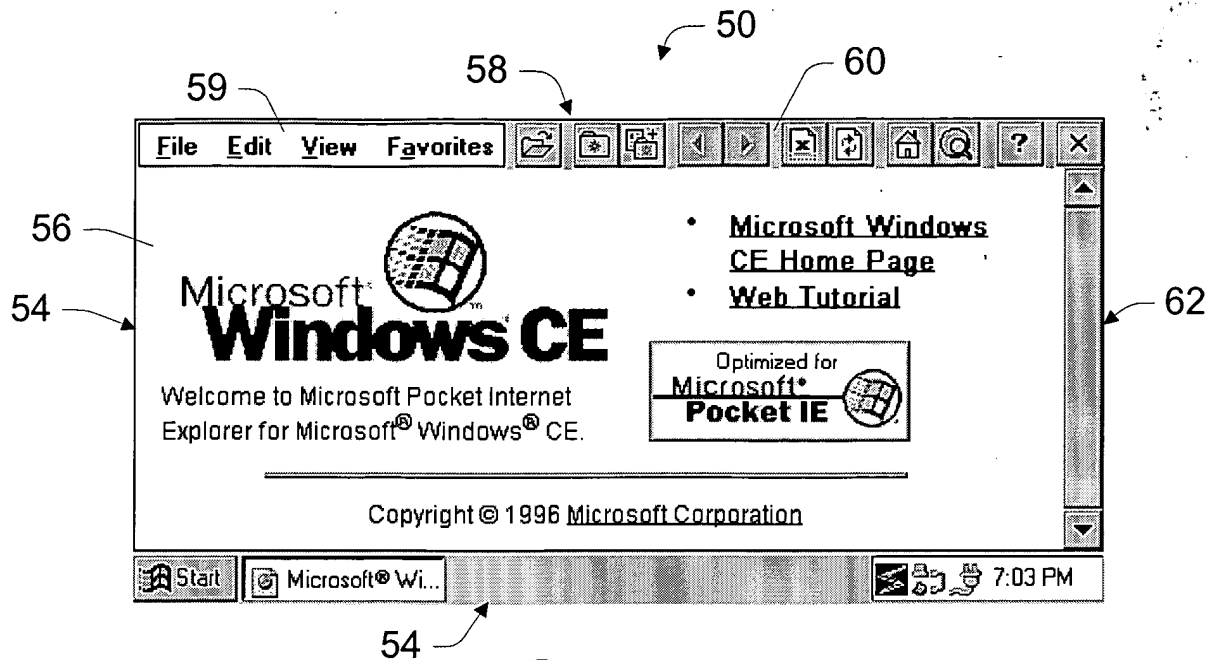 50
58
60
59
File Edit View Favorites ? ×
56
Microsoft Windows CE Home Page
Web Tutorial
54
62
Microsoft
Windows CE
Optimized for
Microsoft
Pocket IE
Welcome to Microsoft Pocket Internet
Explorer for Microsoft® Windows® CE.
Copyright © 1996 Microsoft Corporation
Start Microsoft® Wi... 7:03 PM
54